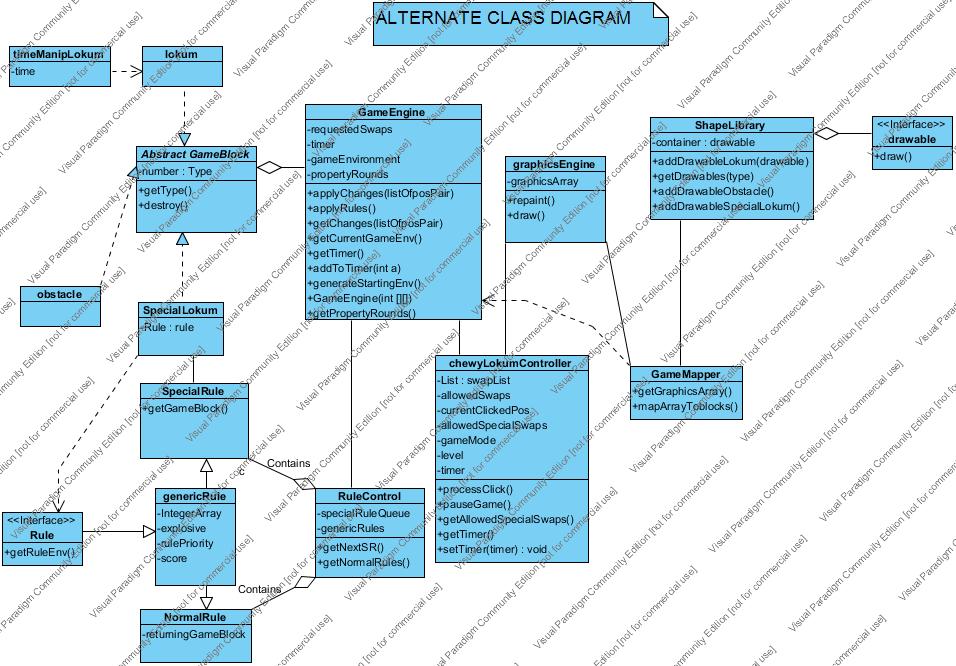 ALTERNATE CLASS DIAGRAM
timeManipLokum
-time
lokum
Abstract GameBlock
-number : Type
+getType()
+destroy()
obstacle
SpecialLokum
-Rule : rule
SpecialRule
+getGameBlock()
Contains
c
genericRule
-IntegerArray
-explosive
-rulePriority
-score
<<Interface>>
Rule
+getRuleEnv()
Contains
NormalRule
-returningGameBlock
GameEngine
-requestedSwaps
-timer
-gameEnvironment
-propertyRounds
+applyChanges(listOfposPair)
+applyRules()
+getChanges(listOfposPair)
+getCurrentGameEnv()
+getTimer()
+addToTimer(int a)
+generateStartingEnv()
+GameEngine(int [][])
+getPropertyRounds()
RuleControl
-specialRuleQueue
-genericRules
+getNextSR()
+getNormalRules()
graphicsEngine
-graphicsArray
+repaint()
+draw()
chewyLokumController
-List : swapList
-allowedSwaps
-currentClickedPos
-allowedSpecialSwaps
-gameMode
-level
-timer
+processClick()
+pauseGame()
+getAllowedSpecialSwaps()
+getTimer()
+setTimer(timer) : void
ShapeLibrary
-container : drawable
+addDrawableLokum(drawable)
+getDrawables(type)
+addDrawableObstacle()
+addDrawableSpecialLokum()
<<Interface>>
drawable
+draw()
GameMapper
+getGraphicsArray()
+mapArrayToblocks()
Visual Paradigm Community Edition [not for commercial use]